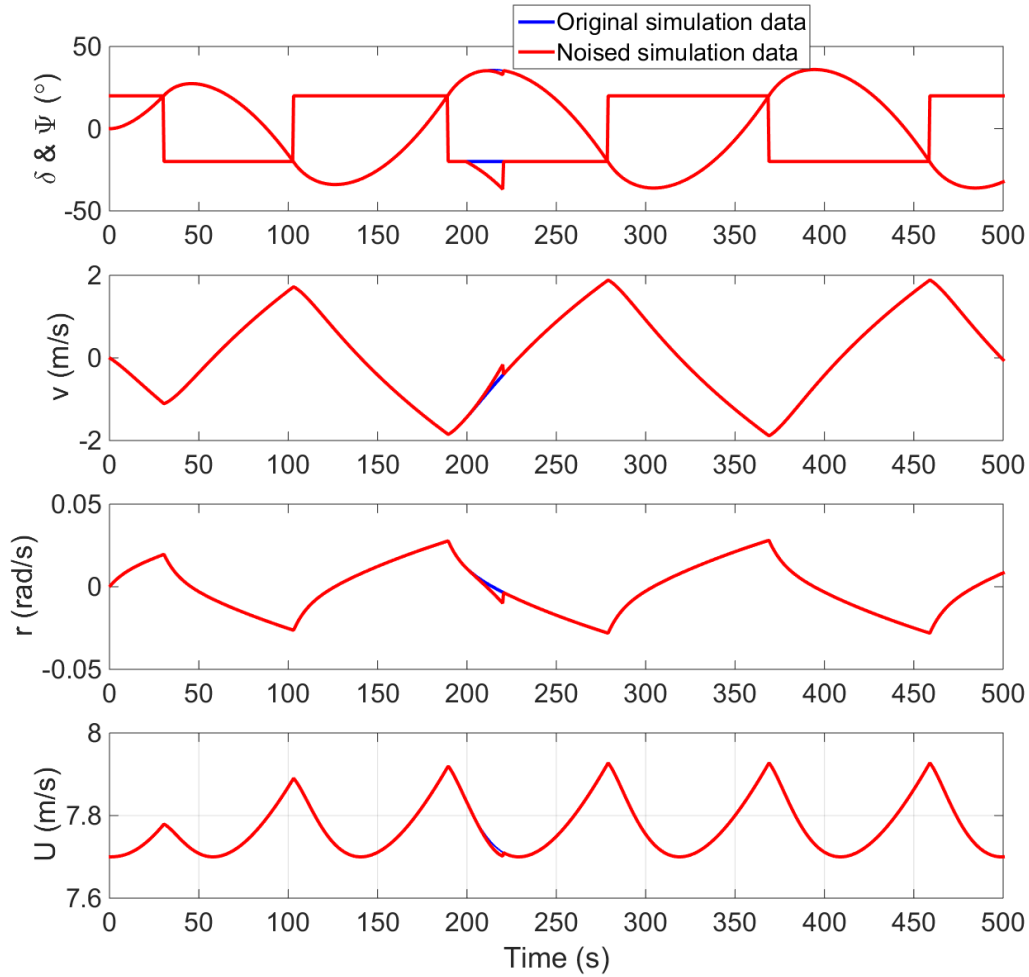 Original simulation data
Noised simulation data
δ & Ψ (°)
50
0
-50
0 50 100 150 200 250 300 350 400 450 500
v (m/s)
2
0
-2
0 50 100 150 200 250 300 350 400 450 500
r (rad/s)
0.05
0
-0.05
0 50 100 150 200 250 300 350 400 450 500
U (m/s)
8
7.8
7.6
0 50 100 150 200 250 300 350 400 450 500
Time (s)